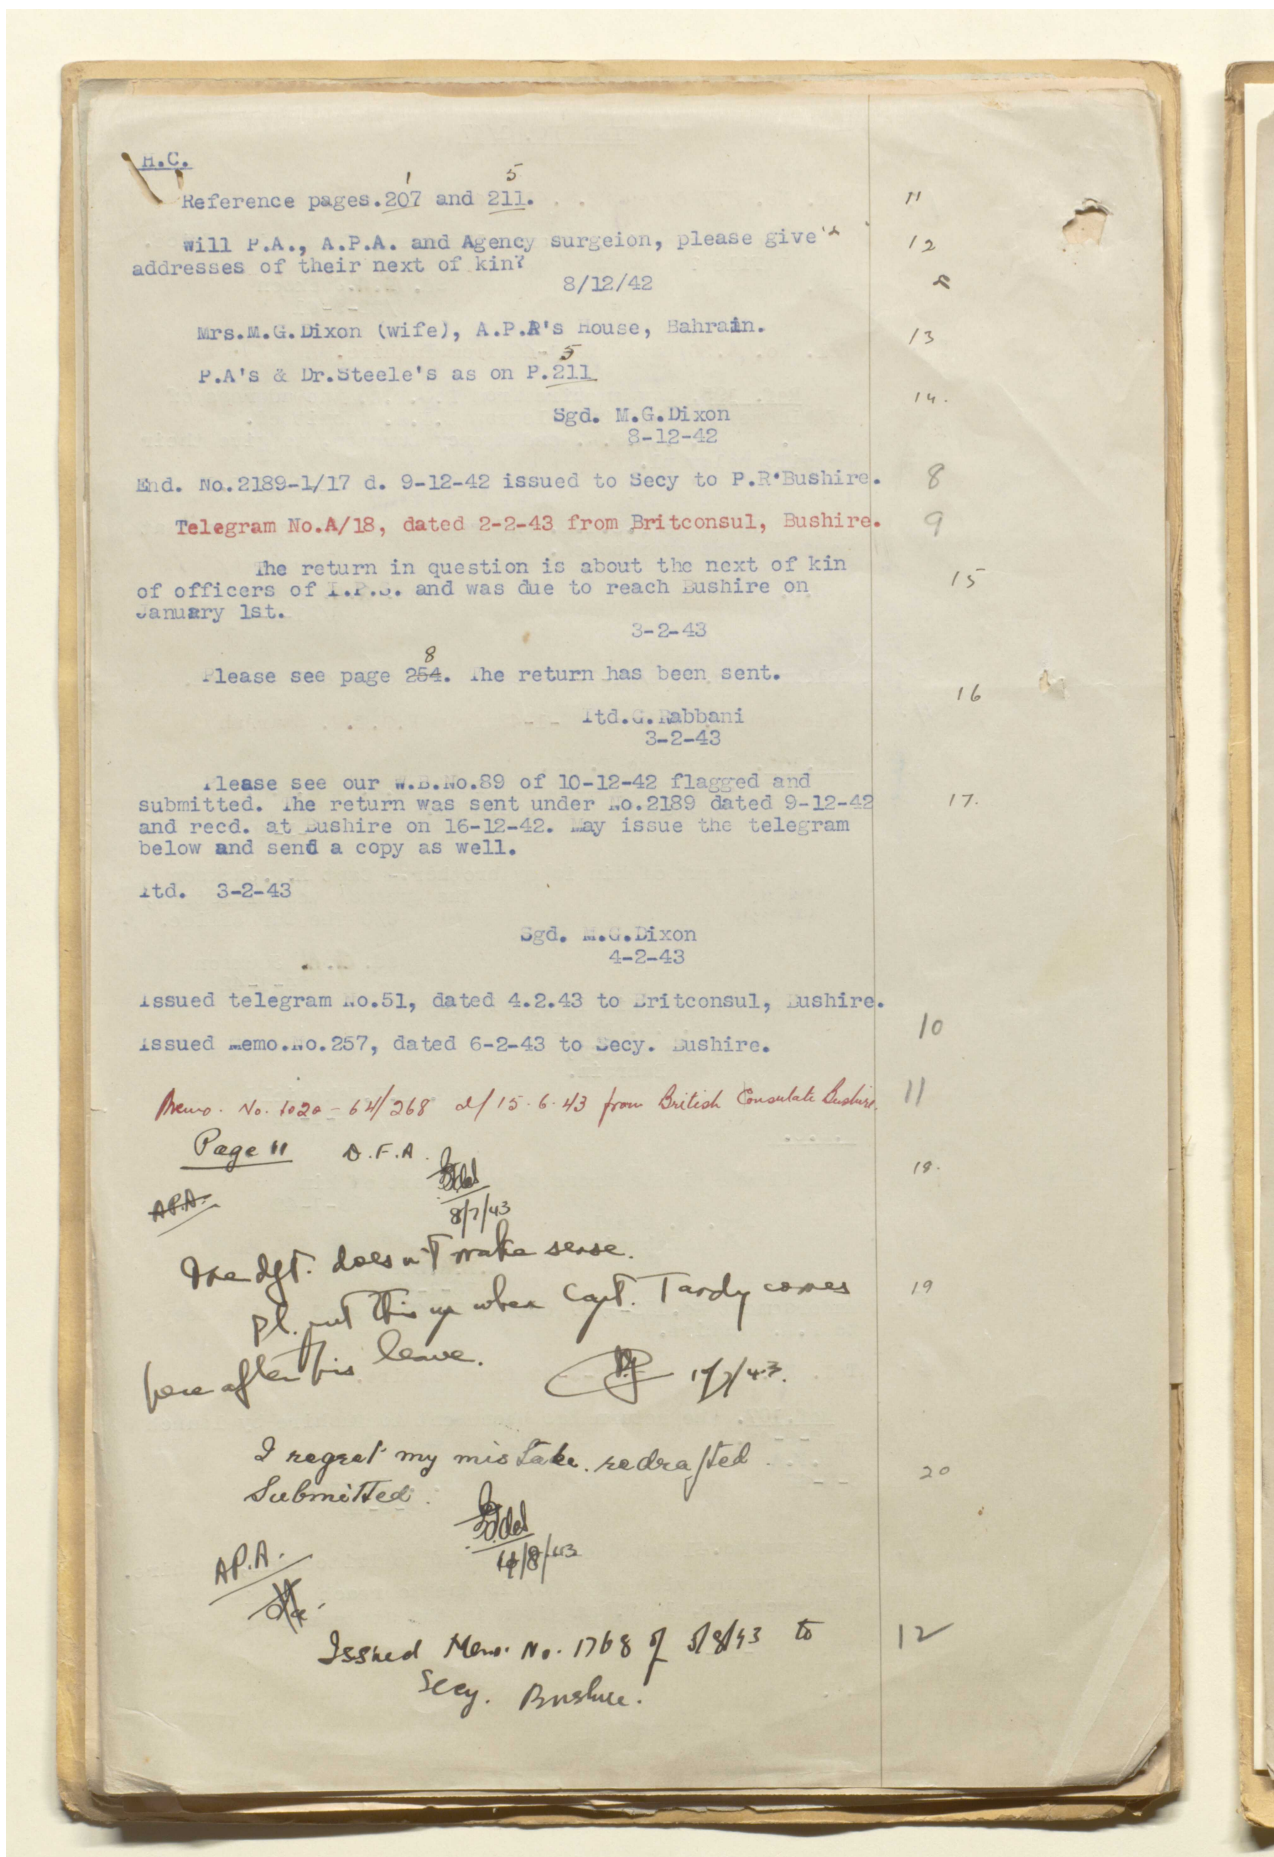 H.C.
Reference pages.207 and 211.
1 5
11
Will P.A., A.P.A. and Agency surgeion, please give
addresses of their next of kin?
12
8/12/42
Mrs.M.G.Dixon (wife), A.P.A's House, Bahrain.
13
P.A's & Dr.Steele's as on P.211
5
14.
Sgd. M.G.Dixon
8-12-42
End. No.2189-1/17 d. 9-12-42 issued to Secy to P.R.Bushire.
8
Telegram No.A/18, dated 2-2-43 from Britconsul, Bushire.
9
The return in question is about the next of kin
of officers of I.P.S. and was due to reach Bushire on
January 1st.
15
3-2-43
8
Please see page 254. The return has been sent.
16
Itd.G.Rabbani
3-2-43
Please see our W.B.No.89 of 10-12-42 flagged and
submitted. The return was sent under No.2189 dated 9-12-42
and recd. at Bushire on 16-12-42. May issue the telegram
below and send a copy as well.
17.
Itd. 3-2-43
Sgd. M.G.Dixon
4-2-43
Issued telegram No.51, dated 4.2.43 to Britconsul, Bushire.
10
Issued Memo.No.257, dated 6-2-43 to Secy. Bushire.
Memo. No. 1020-64/268 d/ 15.6.43 from British Consulate Bushire.
11
Page 11 D.F.A.
18.
A.P.A.
8/7/43
The dft. doesn't make sense.
Pl. put this up when Capt. Tandy comes
19
here after his leave.
I regret my mistake. redrafted
Submitted.
20
A.P.A.
Issued Memo. No. 1768 of 5/8/43 to
12
Secy. Bushire.